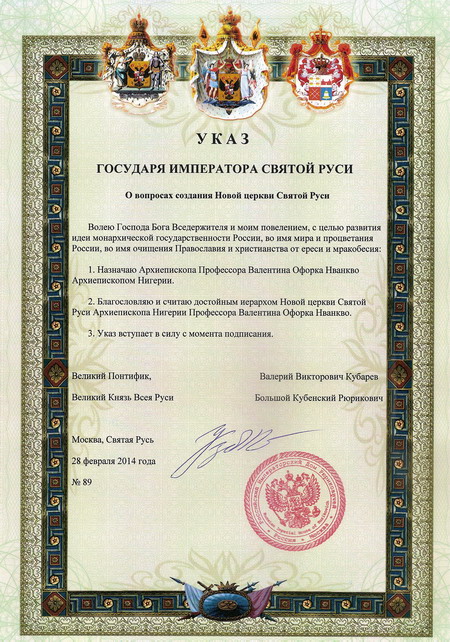 УКАЗ
ГОСУДАРЯ ИМПЕРАТОРА СВЯТОЙ РУСИ
О вопросах создания Новой церкви Святой Руси
Волею Господа Бога Вседержителя и моим повелением, с целью развития
идеи монархической государственности России, во имя мира и процветания
России, во имя очищения Православия и христианства от ереси и мракобесия:
1. Назначаю Архиепископа Профессора Валентина Офорка Нванкво
Архиепископом Нигерии.
2. Благословляю и считаю достойным иерархом Новой церкви Святой
Руси Архиепископа Нигерии Профессора Валентина Офорка Нванкво.
3. Указ вступает в силу с момента подписания.
Великий Понтифик, Валерий Викторович Кубарев
Великий Князь Всея Руси Большой Кубенский Рюрикович
Москва, Святая Русь
28 февраля 2014 года
№ 89